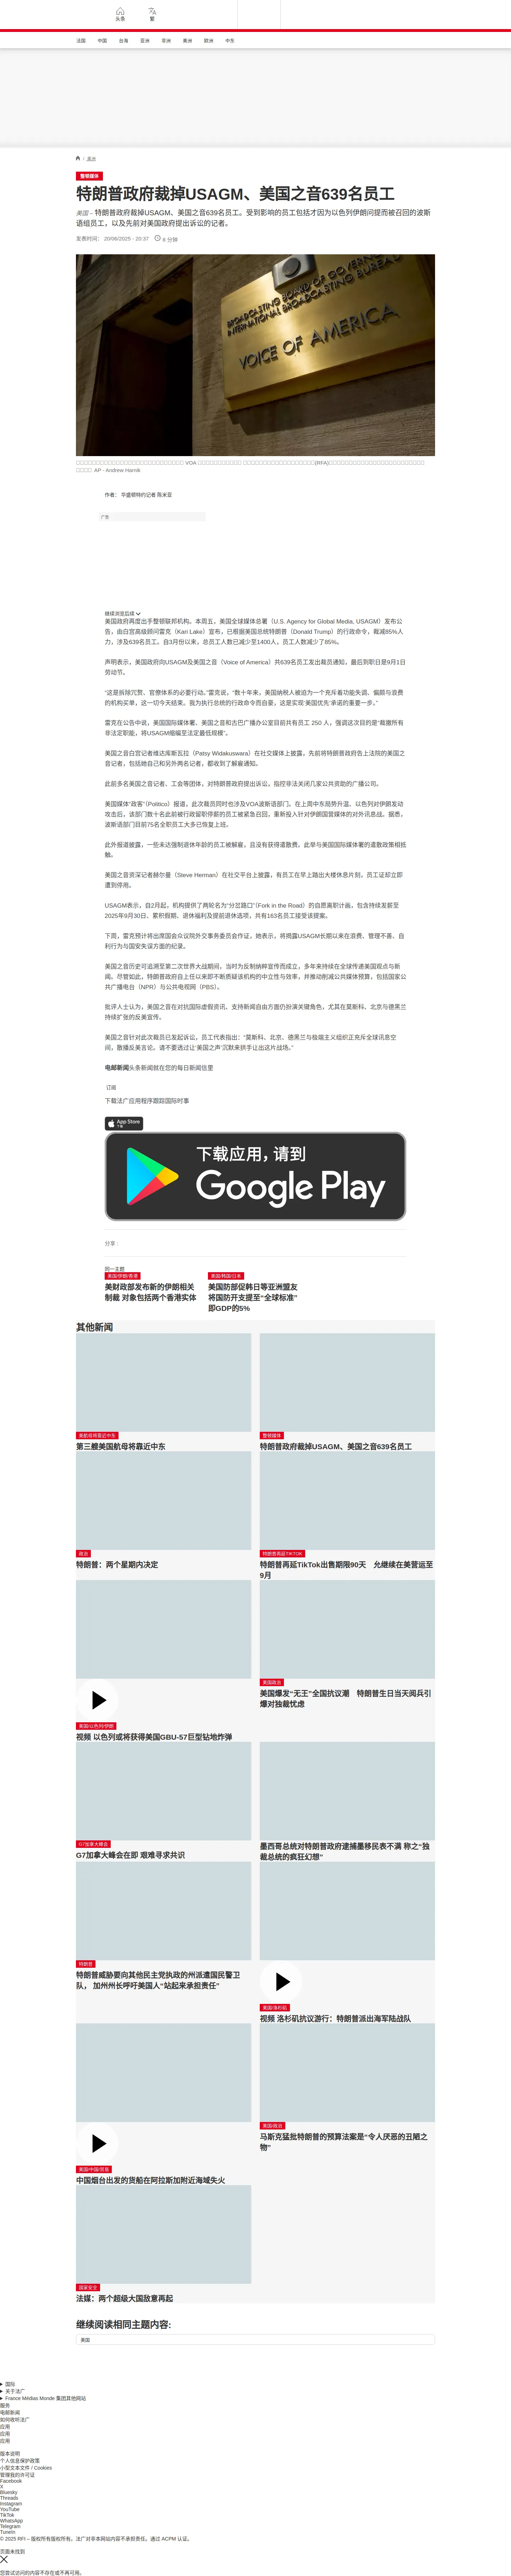 头条
繁
法国
中国
台海
亚洲
非洲
美洲
欧洲
中东
/ 美洲
整顿媒体
特朗普政府裁掉USAGM、美国之音639名员工
美国 – 特朗普政府裁掉USAGM、美国之音639名员工。受到影响的员工包括才因为以色列伊朗问提而被召回的波斯
语组员工，以及先前对美国政府提出诉讼的记者。
发表时间： 20/06/2025 - 20:37
8 分钟
BROADCASTING BOARD OF GOVERNORS
VOICE OF AMERICA
VOA
(RFA)
AP - Andrew Harnik
作者： 华盛顿特约记者 陈米亚
广告
继续浏览后续
美国政府再度出手整顿联邦机构。本周五，美国全球媒体总署（U.S. Agency for Global Media, USAGM）发布公
告，由白宫高级顾问雷克（Kari Lake）宣布，已根据美国总统特朗普（Donald Trump）的行政命令，裁减85%人
力，涉及639名员工。自3月份以来，总员工人数已减少至1400人，员工人数减少了85%。
声明表示，美国政府向USAGM及美国之音（Voice of America）共639名员工发出裁员通知，最后到职日是9月1日
劳动节。
“这是拆除冗赘、官僚体系的必要行动。”雷克说，“数十年来，美国纳税人被迫为一个充斥着功能失调、偏颇与浪费
的机构买单，这一切今天结束。我为执行总统的行政命令而自豪，这是实现‘美国优先’承诺的重要一步。”
雷克在公告中说，美国国际媒体署、美国之音和古巴广播办公室目前共有员工 250 人，强调这次目的是“裁撤所有
非法定职能，将USAGM缩编至法定最低规模”。
美国之音白宫记者维达库斯瓦拉（Patsy Widakuswara）在社交媒体上披露，先前将特朗普政府告上法院的美国之
音记者，包括她自己和另外两名记者，都收到了解雇通知。
此前多名美国之音记者、工会等团体，对特朗普政府提出诉讼，指控非法关闭几家公共资助的广播公司。
美国媒体“政客”（Politico）报道，此次裁员同时也涉及VOA波斯语部门。在上周中东局势升温、以色列对伊朗发动
攻击后，该部门数十名此前被行政留职停薪的员工被紧急召回，重新投入针对伊朗国营媒体的对外讯息战。据悉，
波斯语部门目前75名全职员工大多已恢复上班。
此外报道披露，一些未达强制退休年龄的员工被解雇，且没有获得遣散费。此举与美国国际媒体署的遣散政策相抵
触。
美国之音资深记者赫尔曼（Steve Herman）在社交平台上披露，有员工在早上踏出大楼休息片刻，员工证却立即
遭到停用。
USAGM表示，自2月起，机构提供了两轮名为“分岔路口”（Fork in the Road）的自愿离职计画，包含持续发薪至
2025年9月30日，累积假期、退休福利及提前退休选项，共有163名员工接受该提案。
下周，雷克预计将出席国会众议院外交事务委员会作证，她表示，将揭露USAGM长期以来在浪费、管理不善、自
利行为与国安失误方面的纪录。
美国之音历史可追溯至第二次世界大战期间，当时为反制纳粹宣传而成立，多年来持续在全球传递美国观点与新
闻。尽管如此，特朗普政府自上任以来即不断质疑该机构的中立性与效率，并推动削减公共媒体预算，包括国家公
共广播电台（NPR）与公共电视网（PBS）。
批评人士认为，美国之音在对抗国际虚假资讯、支持新闻自由方面仍扮演关键角色，尤其在莫斯科、北京与德黑兰
持续扩张的反美宣传。
美国之音针对此次裁员已发起诉讼，员工代表指出：“莫斯科、北京、德黑兰与极端主义组织正充斥全球讯息空
间，散播反美言论。请不要透过让‘美国之声’沉默来拱手让出这片战场。”
电邮新闻头条新闻就在您的每日新闻信里
订阅
下载法广应用程序跟踪国际时事
App Store
下载应用，请到
Google Play
分享 :
同一主题
美国/伊朗/香港
美财政部发布新的伊朗相关
制裁 对象包括两个香港实体
美国/韩国/日本
美国防部促韩日等亚洲盟友
将国防开支提至“全球标准”
即GDP的5%
其他新闻
美航母将靠近中东
第三艘美国航母将靠近中东
整顿媒体
特朗普政府裁掉USAGM、美国之音639名员工
政治
特朗普：两个星期内决定
特朗普再延TIKTOK
特朗普再延TikTok出售期限90天　允继续在美营运至
9月
美国/以色列/伊朗
视频 以色列或将获得美国GBU-57巨型钻地炸弹
美国政治
美国爆发“无王”全国抗议潮　特朗普生日当天阅兵引
爆对独裁忧虑
G7加拿大峰会
G7加拿大峰会在即 艰难寻求共识
墨西哥总统对特朗普政府逮捕墨移民表不满 称之“独
裁总统的疯狂幻想”
特朗普
特朗普威胁要向其他民主党执政的州派遣国民警卫
队， 加州州长呼吁美国人“站起来承担责任”
美国/洛杉矶
视频 洛杉矶抗议游行：特朗普派出海军陆战队
美国/中国/贸易
中国烟台出发的货船在阿拉斯加附近海域失火
美国/政治
马斯克猛批特朗普的预算法案是“令人厌恶的丑陋之
物”
国家安全
法媒：两个超级大国敌意再起
继续阅读相同主题内容:
美国
国际
关于法广
France Médias Monde 集团其他网站
服务
电邮新闻
如何收听法广
应用
应用
应用
版本说明
个人信息保护政策
小型文本文件 / Cookies
管理我的许可证
Facebook
X
Bluesky
Threads
Instagram
YouTube
TikTok
WhatsApp
Telegram
TuneIn
© 2025 RFI – 版权所有版权所有。法广对非本网站内容不承担责任。通过 ACPM 认证。
页面未找到
您尝试访问的内容不存在或不再可用。